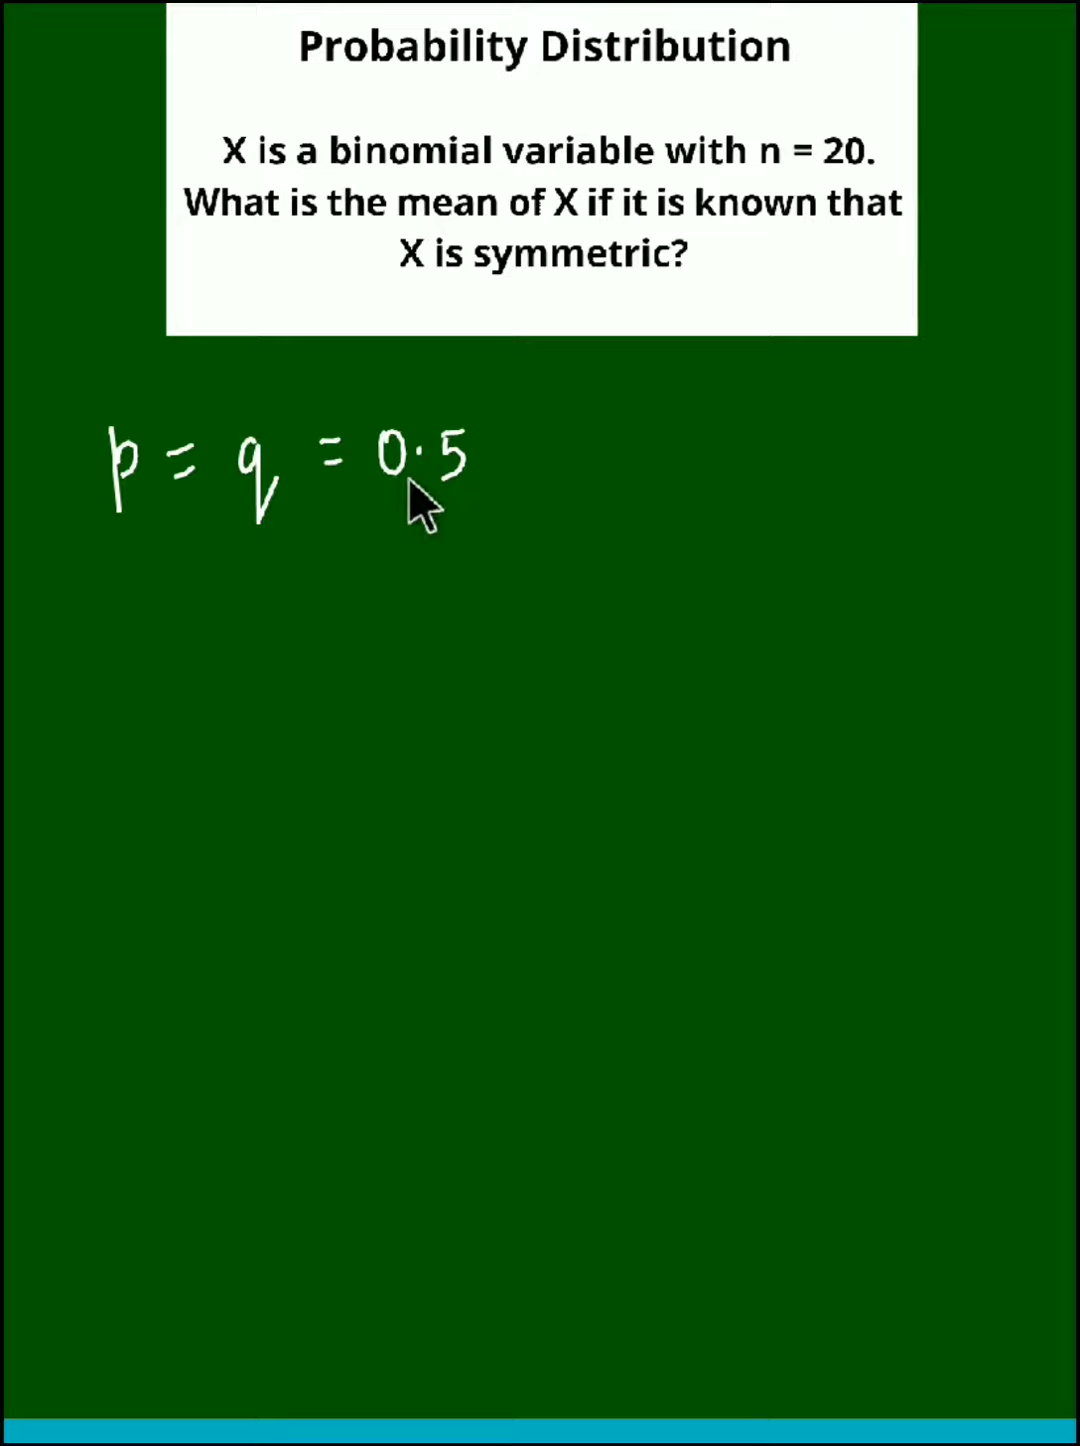 Probability Distribution
X is a binomial variable with n = 20.
What is the mean of X if it is known that
X is symmetric?
p = q = 0.5